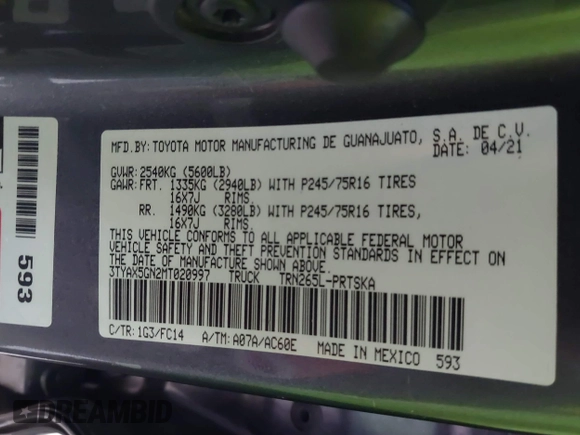 MFD.BY: TOYOTA MOTOR MANUFACTURING DE GUANAJUATO, S.A. DE C.V.
DATE: 04/21
GVWR: 2540KG (5600LB)
GAWR: FRT. 1335KG (2940LB) WITH P245/75R16 TIRES
16X7J RIMS,
RR. 1490KG (3280LB) WITH P245/75R16 TIRES,
16X7J RIMS.
THIS VEHICLE CONFORMS TO ALL APPLICABLE FEDERAL MOTOR
VEHICLE SAFETY AND THEFT PREVENTION STANDARDS IN EFFECT ON
THE DATE OF MANUFACTURE SHOWN ABOVE.
3TYAX5GN2MT020997 TRUCK TRN265L-PRTSKA
C/TR: 1G3/FC14 A/TM: A07A/AC60E MADE IN MEXICO 593
593
DREAMBID